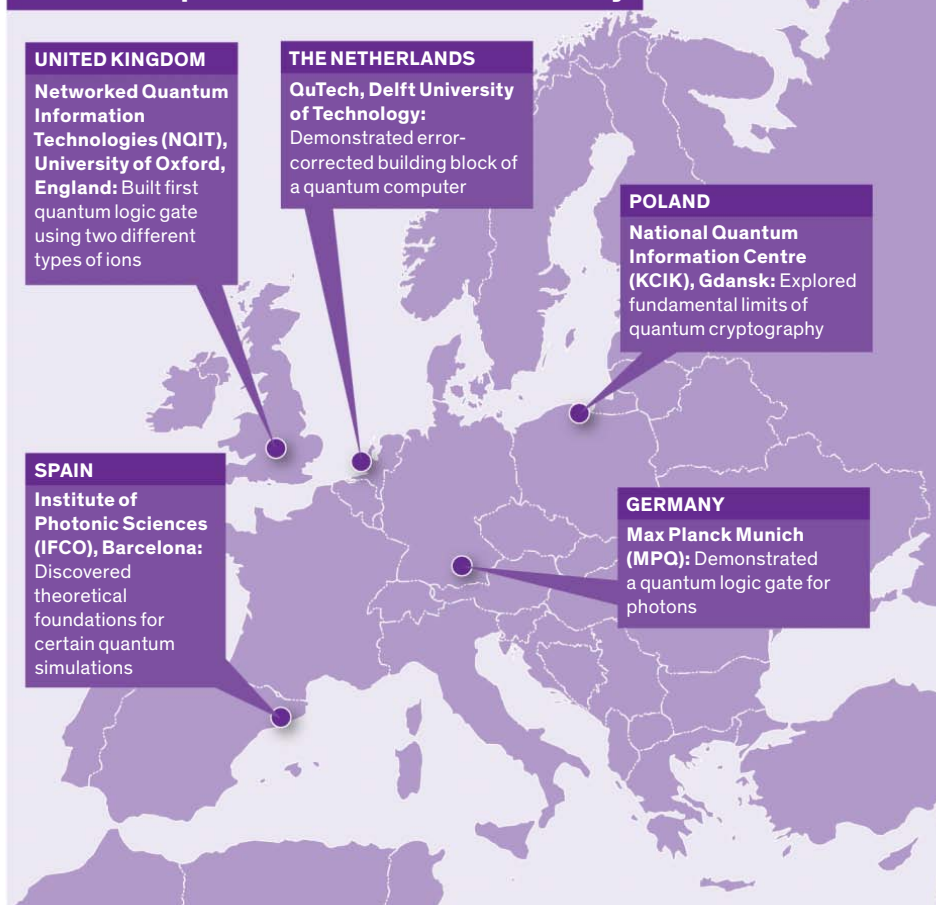 UNITED KINGDOM
Networked Quantum
Information
Technologies (NQIT),
University of Oxford,
England: Built first
quantum logic gate
using two different
types of ions
THE NETHERLANDS
QuTech, Delft University
of Technology:
Demonstrated error-
corrected building block of
a quantum computer
POLAND
National Quantum
Information Centre
(KCIK), Gdansk: Explored
fundamental limits of
quantum cryptography
SPAIN
Institute of
Photonic Sciences
(IFCO), Barcelona:
Discovered
theoretical
foundations for
certain quantum
simulations
GERMANY
Max Planck Munich
(MPQ): Demonstrated
a quantum logic gate for
photons